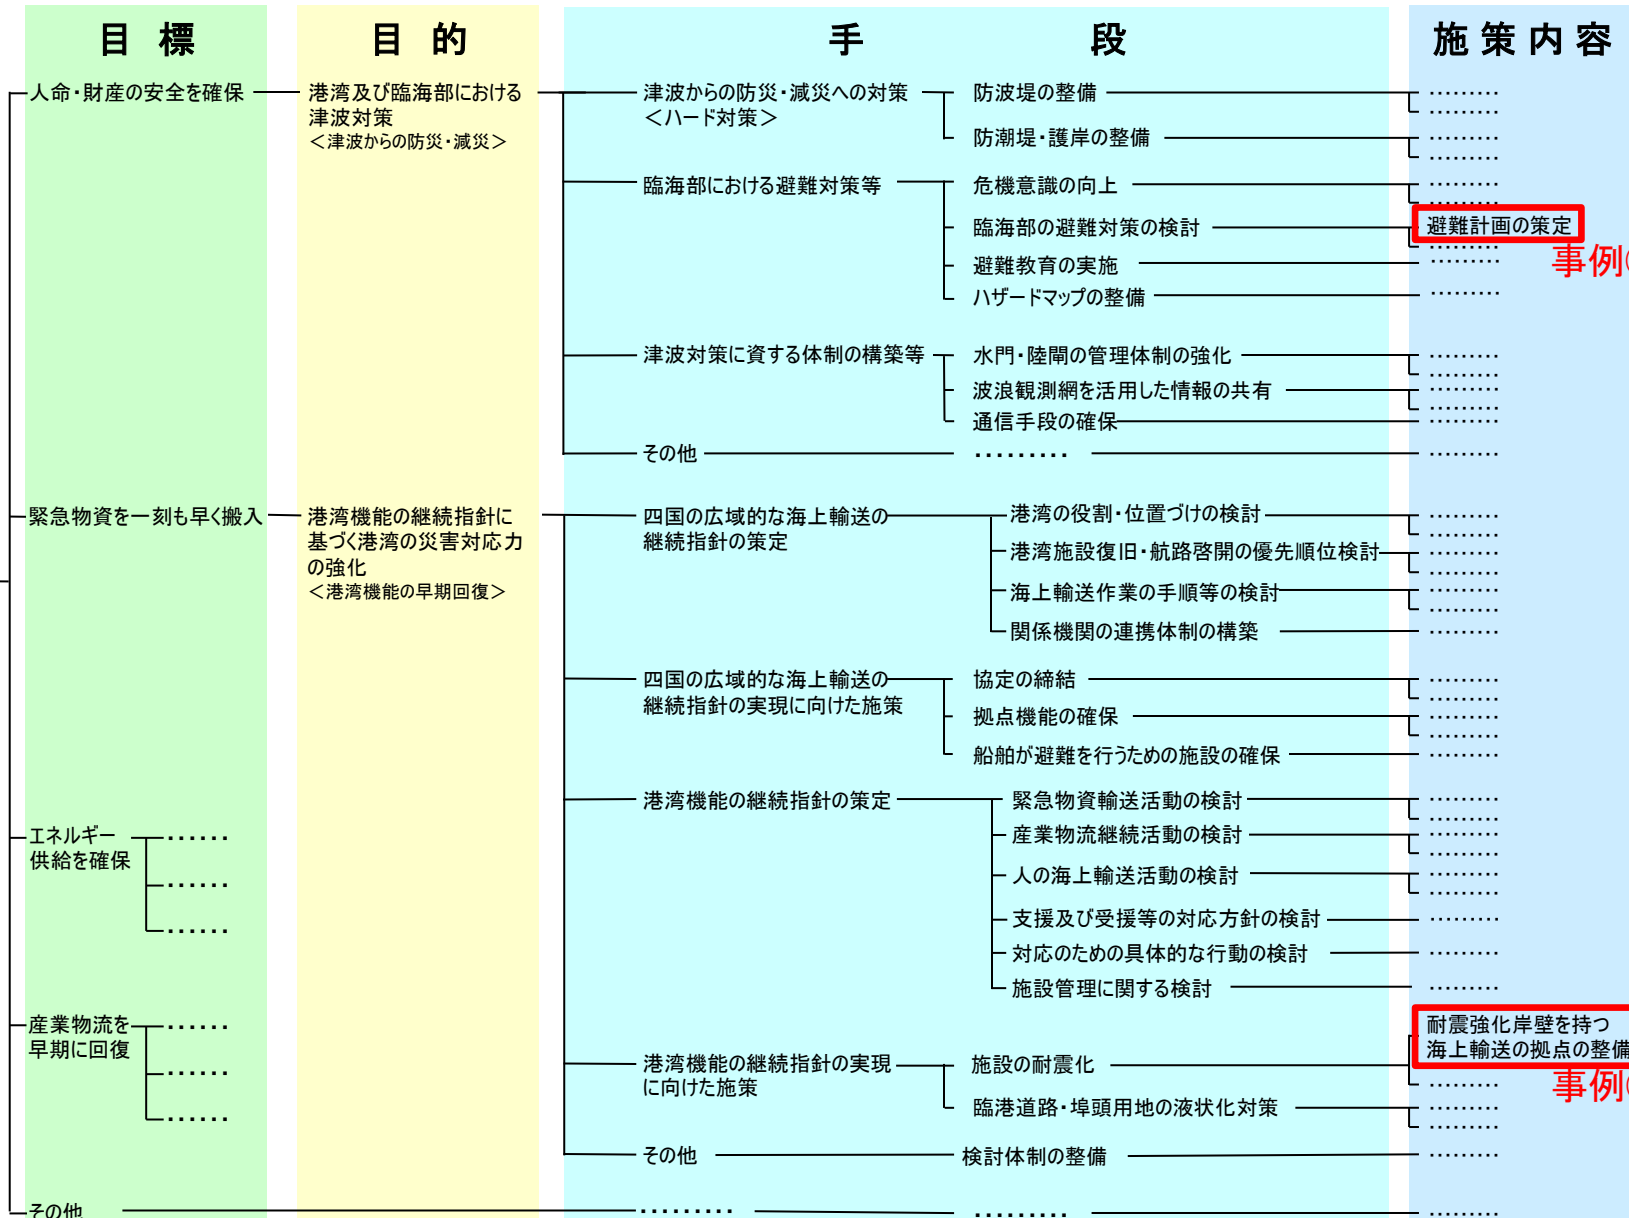 目 標
目 的
手 段
施 策 内 容
人命・財産の安全を確保
港湾及び臨海部における
津波対策
＜津波からの防災・減災＞
津波からの防災・減災への対策
＜ハード対策＞
防波堤の整備
………
………
防潮堤・護岸の整備
………
………
臨海部における避難対策等
危機意識の向上
………
………
臨海部の避難対策の検討
避難計画の策定
………
事例
避難教育の実施
………
ハザードマップの整備
………
津波対策に資する体制の構築等
水門・陸閘の管理体制の強化
………
………
波浪観測網を活用した情報の共有
………
………
通信手段の確保
………
その他
………
………
緊急物資を一刻も早く搬入
港湾機能の継続指針に
基づく港湾の災害対応力
の強化
＜港湾機能の早期回復＞
四国の広域的な海上輸送の
継続指針の策定
港湾の役割・位置づけの検討
………
………
港湾施設復旧・航路啓開の優先順位検討
………
………
海上輸送作業の手順等の検討
………
………
関係機関の連携体制の構築
………
四国の広域的な海上輸送の
継続指針の実現に向けた施策
協定の締結
………
………
拠点機能の確保
………
………
船舶が避難を行うための施設の確保
………
港湾機能の継続指針の策定
緊急物資輸送活動の検討
………
………
産業物流継続活動の検討
………
………
人の海上輸送活動の検討
………
………
支援及び受援等の対応方針の検討
………
対応のための具体的な行動の検討
………
施設管理に関する検討
………
エネルギー
供給を確保
……
……
……
産業物流を
早期に回復
……
……
……
港湾機能の継続指針の実現
に向けた施策
施設の耐震化
耐震強化岸壁を持つ
海上輸送の拠点の整備
………
事例
臨港道路・埠頭用地の液状化対策
………
………
その他
検討体制の整備
………
その他
………
………
………